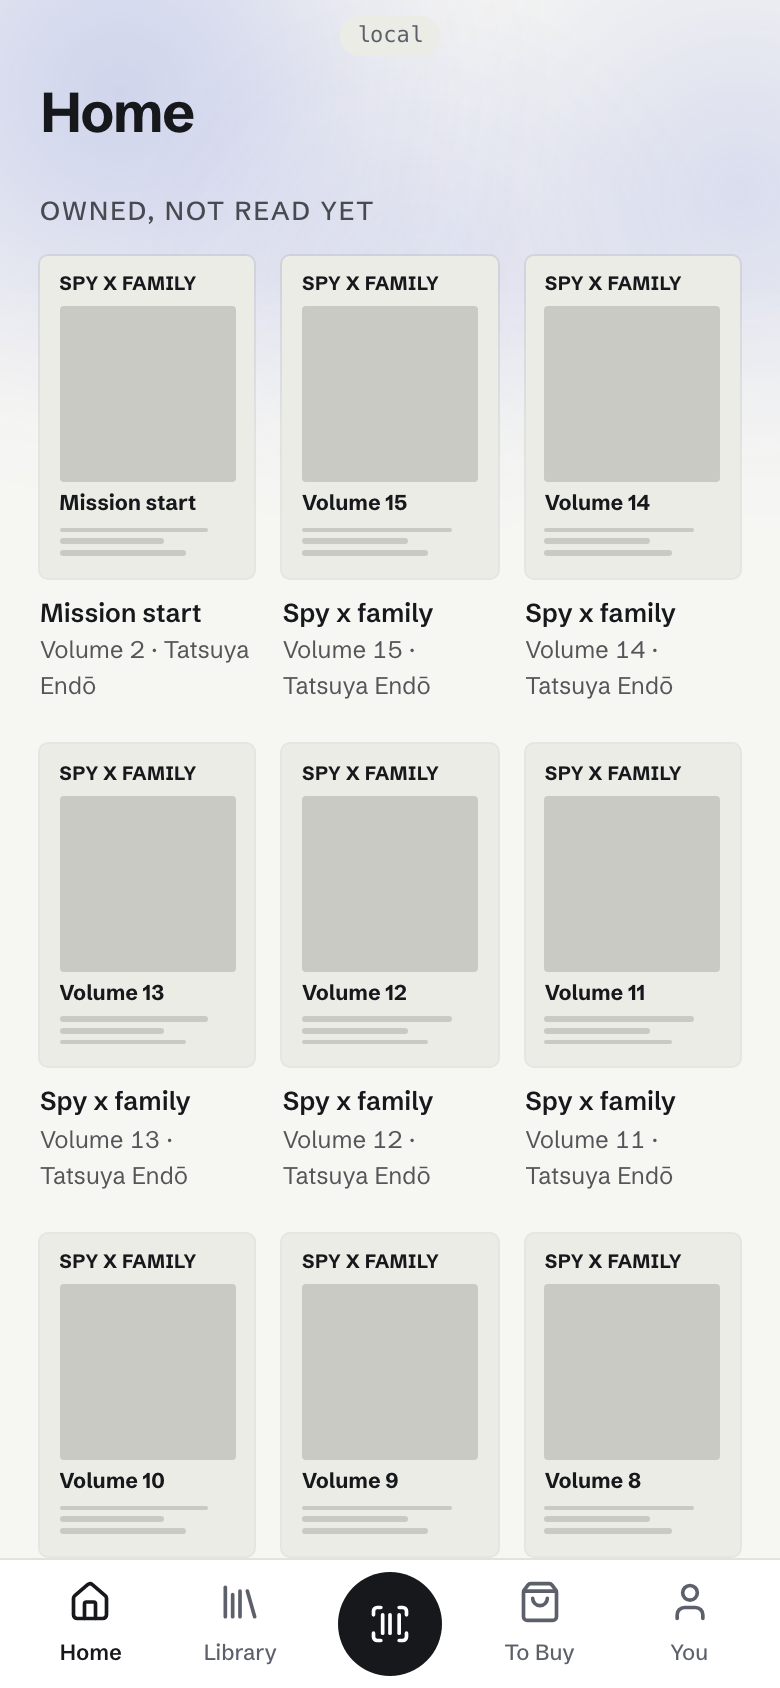 local
Home
OWNED, NOT READ YET
SPY X FAMILY
Mission start
Mission start
Volume 2 · Tatsuya
Endō
SPY X FAMILY
Volume 15
Spy x family
Volume 15 ·
Tatsuya Endō
SPY X FAMILY
Volume 14
Spy x family
Volume 14 ·
Tatsuya Endō
SPY X FAMILY
Volume 13
Spy x family
Volume 13 ·
Tatsuya Endō
SPY X FAMILY
Volume 12
Spy x family
Volume 12 ·
Tatsuya Endō
SPY X FAMILY
Volume 11
Spy x family
Volume 11 ·
Tatsuya Endō
SPY X FAMILY
Volume 10
SPY X FAMILY
Volume 9
SPY X FAMILY
Volume 8
Home
Library
To Buy
You